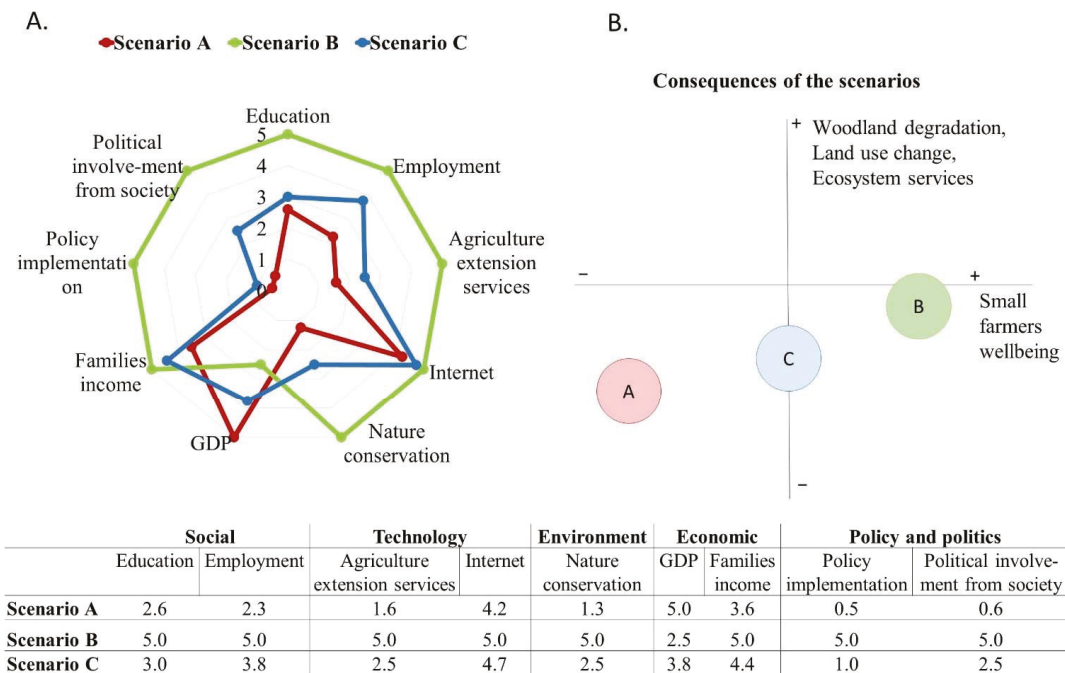 A.
Scenario A Scenario B Scenario C
Education
5
4
3
2
1
0
Employment
Agriculture
extension
services
Internet
Nature
conservation
GDP
Families
income
Policy
implementati
on
Political
involve-ment
from society
B.
Consequences of the scenarios
+ Woodland degradation,
Land use change,
Ecosystem services
−
+
Small
farmers
wellbeing
B
C
A
−
Social Technology Environment Economic Policy and politics
Education Employment Agriculture Internet Nature GDP Families Policy Political involve-
extension services conservation income implementation ment from society
Scenario A 2.6 2.3 1.6 4.2 1.3 5.0 3.6 0.5 0.6
Scenario B 5.0 5.0 5.0 5.0 5.0 2.5 5.0 5.0 5.0
Scenario C 3.0 3.8 2.5 4.7 2.5 3.8 4.4 1.0 2.5